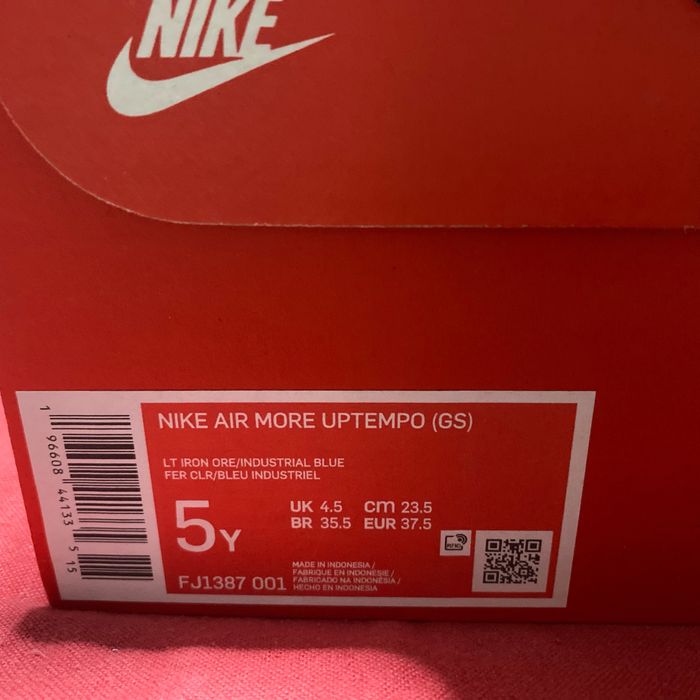 NIKE
NIKE AIR MORE UPTEMPO (GS)
LT IRON ORE/INDUSTRIAL BLUE
FER CLR/BLEU INDUSTRIEL
5Y
UK 4.5 cm 23.5
BR 35.5 EUR 37.5
FJ1387 001
MADE IN INDONESIA /
FABRIQUE EN INDONESIE /
FABRICADO NA INDONÉSIA /
HECHO EN INDONESIA
RFID
1 96608 44133 5 15